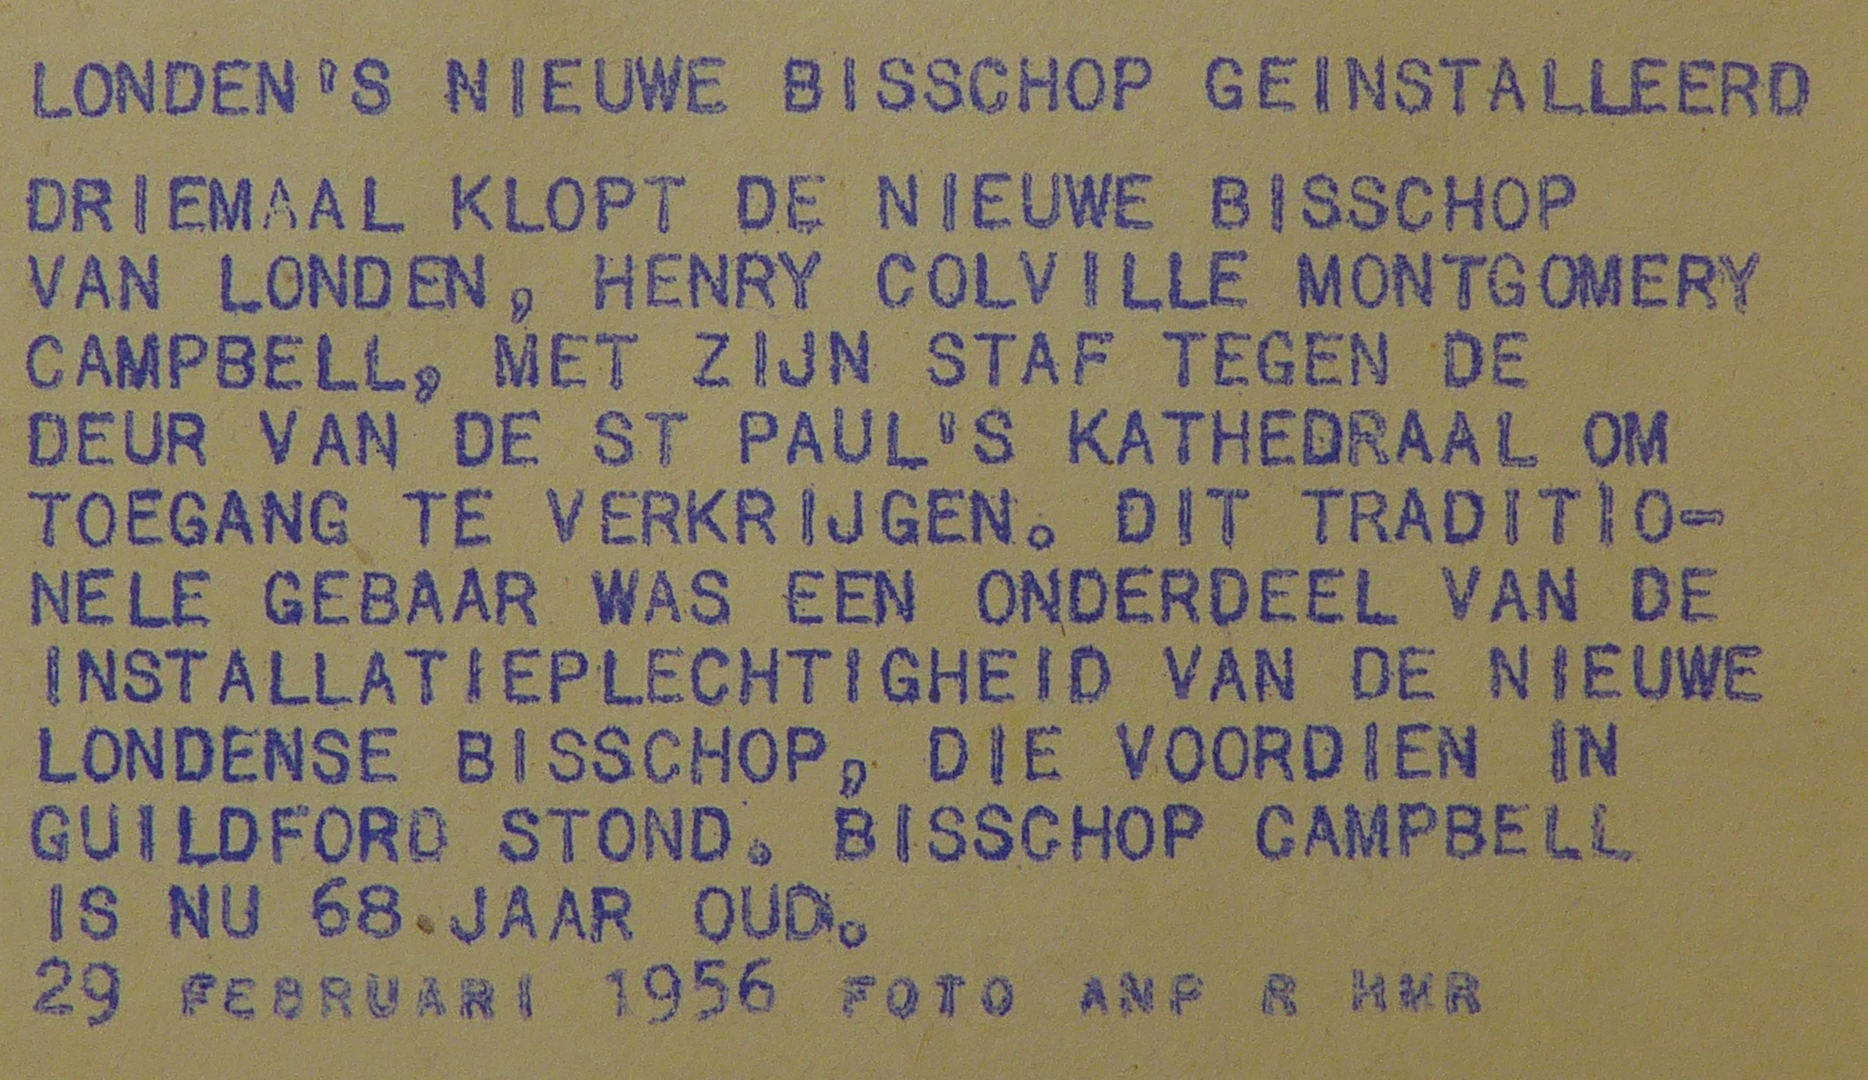 LONDEN'S NIEUWE BISSCHOP GEINSTALLEERD
DRIEMAAL KLOPT DE NIEUWE BISSCHOP
VAN LONDEN, HENRY COLVILLE MONTGOMERY
CAMPBELL, MET ZIJN STAF TEGEN DE
DEUR VAN DE ST PAUL'S KATHEDRAAL OM
TOEGANG TE VERKRIJGEN. DIT TRADITIO-
NELE GEBAAR WAS EEN ONDERDEEL VAN DE
INSTALLATIEPLECHTIGHEID VAN DE NIEUWE
LONDENSE BISSCHOP, DIE VOORDIEN IN
GUILDFORD STOND. BISSCHOP CAMPBELL
IS NU 68 JAAR OUD.
29 FEBRUARI 1956 FOTO ANP R HMR